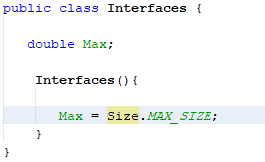 public class Interfaces {
double Max;
Interfaces(){
Max = Size.MAX_SIZE;
}
}